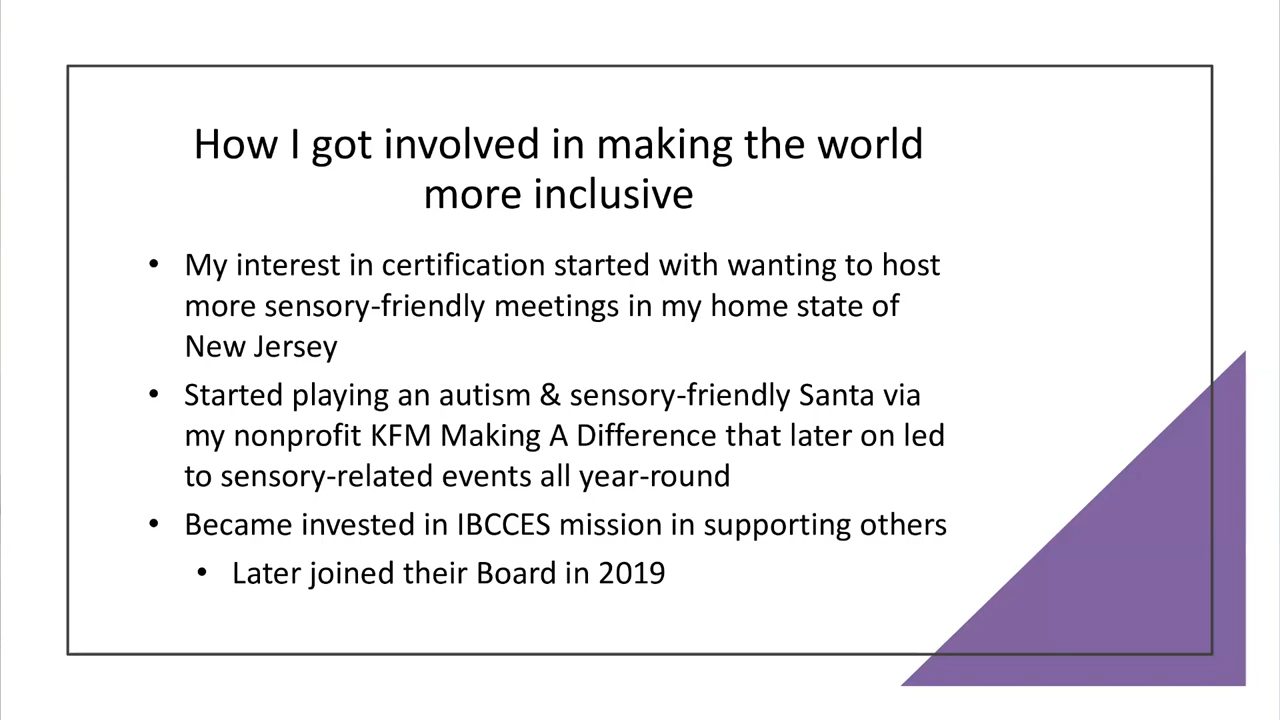 How I got involved in making the world
more inclusive
• My interest in certification started with wanting to host
more sensory-friendly meetings in my home state of
New Jersey
• Started playing an autism & sensory-friendly Santa via
my nonprofit KFM Making A Difference that later on led
to sensory-related events all year-round
• Became invested in IBCCES mission in supporting others
• Later joined their Board in 2019